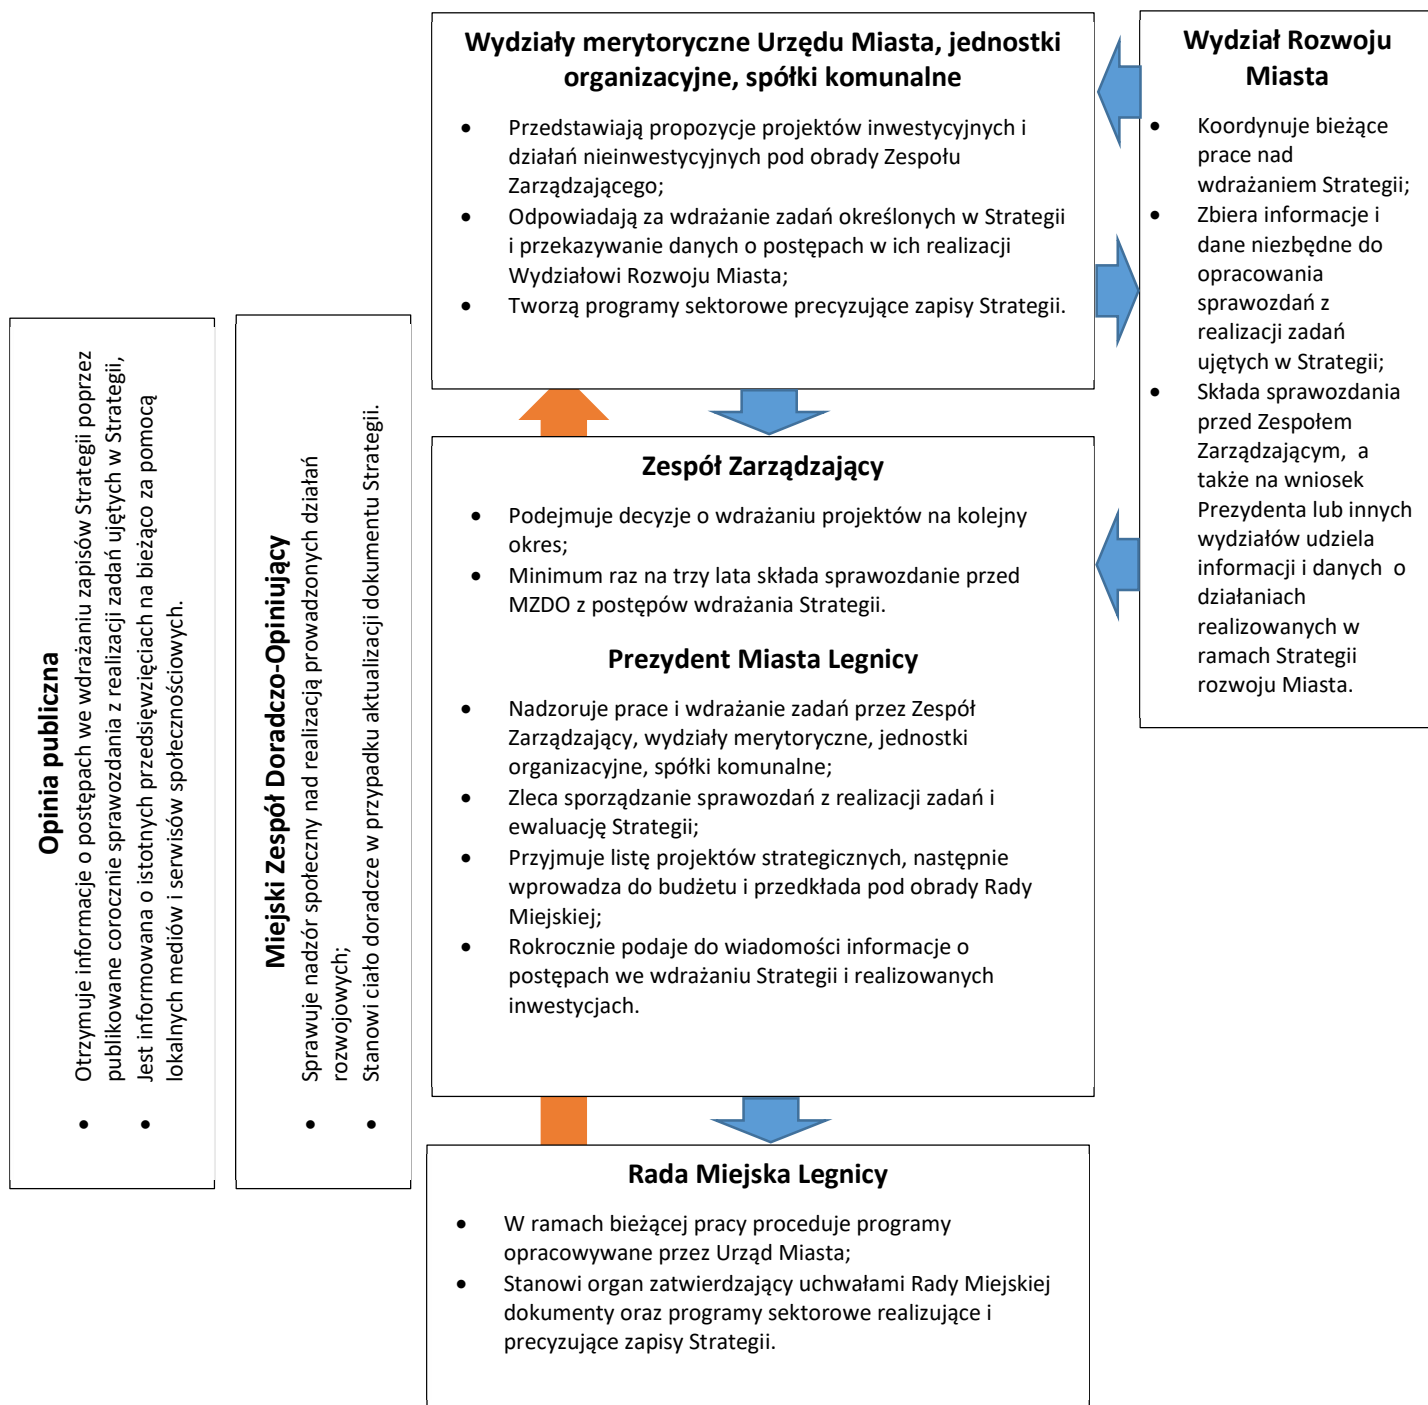 Wydziały merytoryczne Urzędu Miasta, jednostki
organizacyjne, spółki komunalne
• Przedstawiają propozycje projektów inwestycyjnych i
działań nieinwestycyjnych pod obrady Zespołu
Zarządzającego;
• Odpowiadają za wdrażanie zadań określonych w Strategii
i przekazywanie danych o postępach w ich realizacji
Wydziałowi Rozwoju Miasta;
• Tworzą programy sektorowe precyzujące zapisy Strategii.
Wydział Rozwoju
Miasta
• Koordynuje bieżące
prace nad
wdrażaniem Strategii;
• Zbiera informacje i
dane niezbędne do
opracowania
sprawozdań z
realizacji zadań
ujętych w Strategii;
• Składa sprawozdania
przed Zespołem
Zarządzającym, a
także na wniosek
Prezydenta lub innych
wydziałów udziela
informacji i danych o
działaniach
realizowanych w
ramach Strategii
rozwoju Miasta.
Opinia publiczna
• Otrzymuje informacje o postępach we wdrażaniu zapisów Strategii poprzez
publikowane corocznie sprawozdania z realizacji zadań ujętych w Strategii,
• Jest informowana o istotnych przedsięwzięciach na bieżąco za pomocą
lokalnych mediów i serwisów społecznościowych.
Miejski Zespół Doradczo-Opiniujący
• Sprawuje nadzór społeczny nad realizacją prowadzonych działań
rozwojowych;
• Stanowi ciało doradcze w przypadku aktualizacji dokumentu Strategii.
Zespół Zarządzający
• Podejmuje decyzje o wdrażaniu projektów na kolejny
okres;
• Minimum raz na trzy lata składa sprawozdanie przed
MZDO z postępów wdrażania Strategii.
Prezydent Miasta Legnicy
• Nadzoruje prace i wdrażanie zadań przez Zespół
Zarządzający, wydziały merytoryczne, jednostki
organizacyjne, spółki komunalne;
• Zleca sporządzanie sprawozdań z realizacji zadań i
ewaluację Strategii;
• Przyjmuje listę projektów strategicznych, następnie
wprowadza do budżetu i przedkłada pod obrady Rady
Miejskiej;
• Rokrocznie podaje do wiadomości informacje o
postępach we wdrażaniu Strategii i realizowanych
inwestycjach.
Rada Miejska Legnicy
• W ramach bieżącej pracy proceduje programy
opracowywane przez Urząd Miasta;
• Stanowi organ zatwierdzający uchwałami Rady Miejskiej
dokumenty oraz programy sektorowe realizujące i
precyzujące zapisy Strategii.